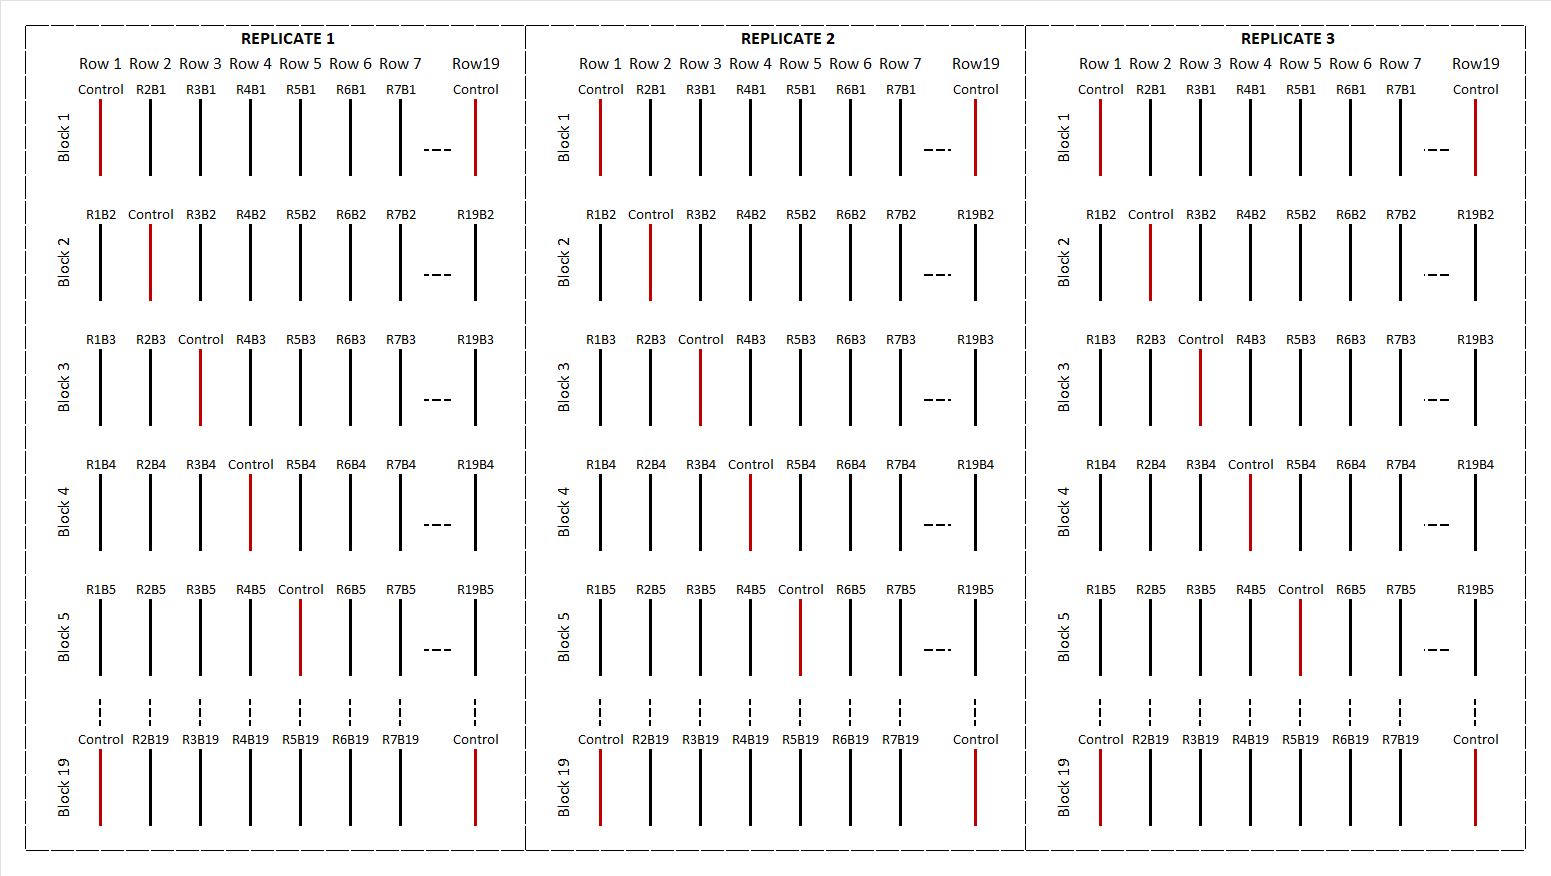 REPLICATE 1 REPLICATE 2 REPLICATE 3
Row 1 Row 2 Row 3 Row 4 Row 5 Row 6 Row 7 Row19 Row 1 Row 2 Row 3 Row 4 Row 5 Row 6 Row 7 Row19 Row 1 Row 2 Row 3 Row 4 Row 5 Row 6 Row 7 Row19
Control R2B1 R3B1 R4B1 R5B1 R6B1 R7B1 Control Control R2B1 R3B1 R4B1 R5B1 R6B1 R7B1 Control Control R2B1 R3B1 R4B1 R5B1 R6B1 R7B1 Control
Block 1 Block 1 Block 1
R1B2 Control R3B2 R4B2 R5B2 R6B2 R7B2 R19B2 R1B2 Control R3B2 R4B2 R5B2 R6B2 R7B2 R19B2 R1B2 Control R3B2 R4B2 R5B2 R6B2 R7B2 R19B2
Block 2 Block 2 Block 2
R1B3 R2B3 Control R4B3 R5B3 R6B3 R7B3 R19B3 R1B3 R2B3 Control R4B3 R5B3 R6B3 R7B3 R19B3 R1B3 R2B3 Control R4B3 R5B3 R6B3 R7B3 R19B3
Block 3 Block 3 Block 3
R1B4 R2B4 R3B4 Control R5B4 R6B4 R7B4 R19B4 R1B4 R2B4 R3B4 Control R5B4 R6B4 R7B4 R19B4 R1B4 R2B4 R3B4 Control R5B4 R6B4 R7B4 R19B4
Block 4 Block 4 Block 4
R1B5 R2B5 R3B5 R4B5 Control R6B5 R7B5 R19B5 R1B5 R2B5 R3B5 R4B5 Control R6B5 R7B5 R19B5 R1B5 R2B5 R3B5 R4B5 Control R6B5 R7B5 R19B5
Block 5 Block 5 Block 5
Control R2B19 R3B19 R4B19 R5B19 R6B19 R7B19 Control Control R2B19 R3B19 R4B19 R5B19 R6B19 R7B19 Control Control R2B19 R3B19 R4B19 R5B19 R6B19 R7B19 Control
Block 19 Block 19 Block 19